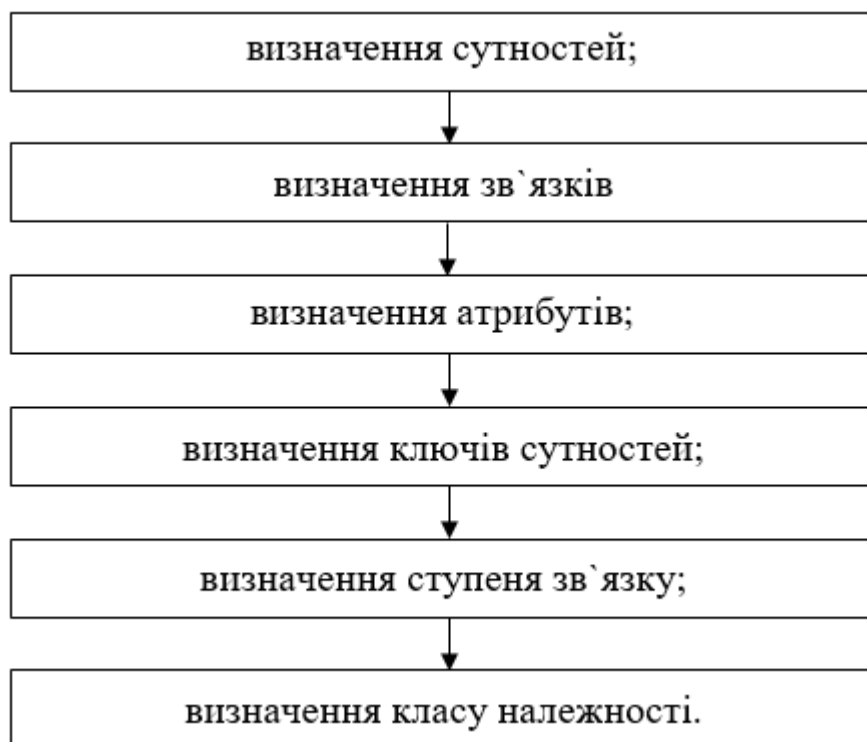 визначення сутностей;
визначення зв`язків
визначення атрибутів;
визначення ключів сутностей;
визначення ступеня зв`язку;
визначення класу належності.